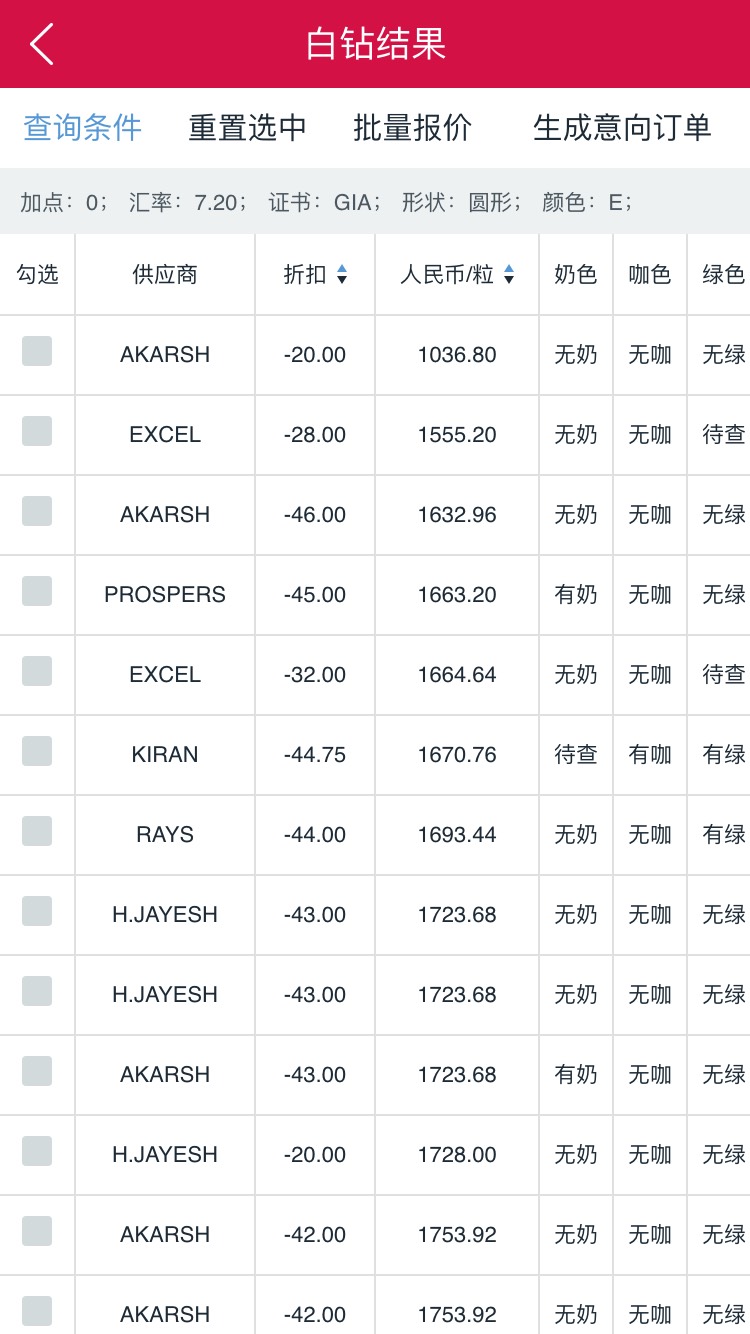 白钻结果
查询条件 重置选中 批量报价 生成意向订单
加点：0； 汇率：7.20； 证书：GIA； 形状：圆形； 颜色：E；
勾选 供应商 折扣 人民币/粒 奶色 咖色 绿色
AKARSH -20.00 1036.80 无奶 无咖 无绿
EXCEL -28.00 1555.20 无奶 无咖 待查
AKARSH -46.00 1632.96 无奶 无咖 无绿
PROSPERS -45.00 1663.20 有奶 无咖 无绿
EXCEL -32.00 1664.64 无奶 无咖 待查
KIRAN -44.75 1670.76 待查 有咖 有绿
RAYS -44.00 1693.44 无奶 无咖 有绿
H.JAYESH -43.00 1723.68 无奶 无咖 无绿
H.JAYESH -43.00 1723.68 无奶 无咖 无绿
AKARSH -43.00 1723.68 有奶 无咖 无绿
H.JAYESH -20.00 1728.00 无奶 无咖 无绿
AKARSH -42.00 1753.92 无奶 无咖 无绿
AKARSH -42.00 1753.92 无奶 无咖 无绿